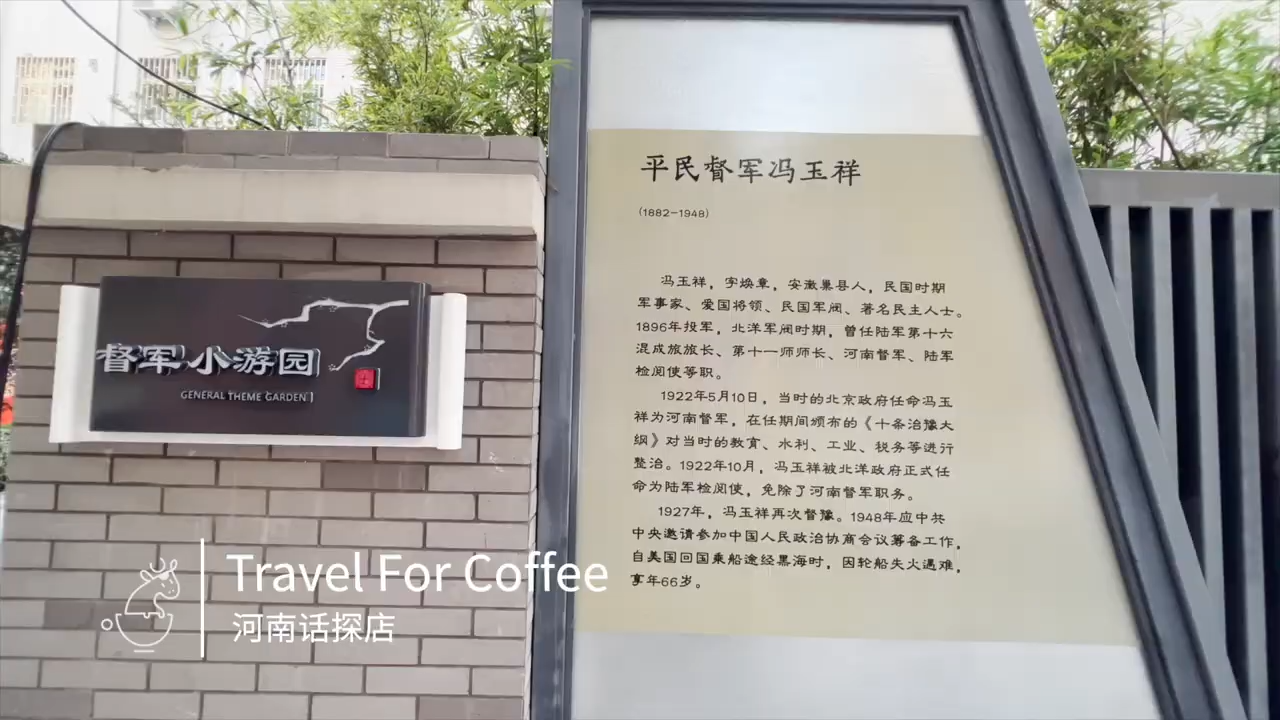 平民督军冯玉祥
(1882-1948)
冯玉祥，字焕章，安徽巢县人，民国时期
军事家、爱国将领、民国军阀、著名民主人士。
1896年投军，北洋军阀时期，曾任陆军第十六
混成旅旅长、第十一师师长、河南督军、陆军
检阅使等职。
1922年5月10日，当时的北京政府任命冯玉
祥为河南督军，在任期间颁布的《十条治豫大
纲》对当时的教育、水利、工业、税务等进行
整治。1922年10月，冯玉祥被北洋政府正式任
命为陆军检阅使，免除了河南督军职务。
1927年，冯玉祥再次督豫。1948年应中共
中央邀请参加中国人民政治协商会议筹备工作，
自美国回国乘船途经黑海时，因轮船失火遇难，
享年66岁。
督军小游园
GENERAL THEME GARDEN
Travel For Coffee
河南话探店